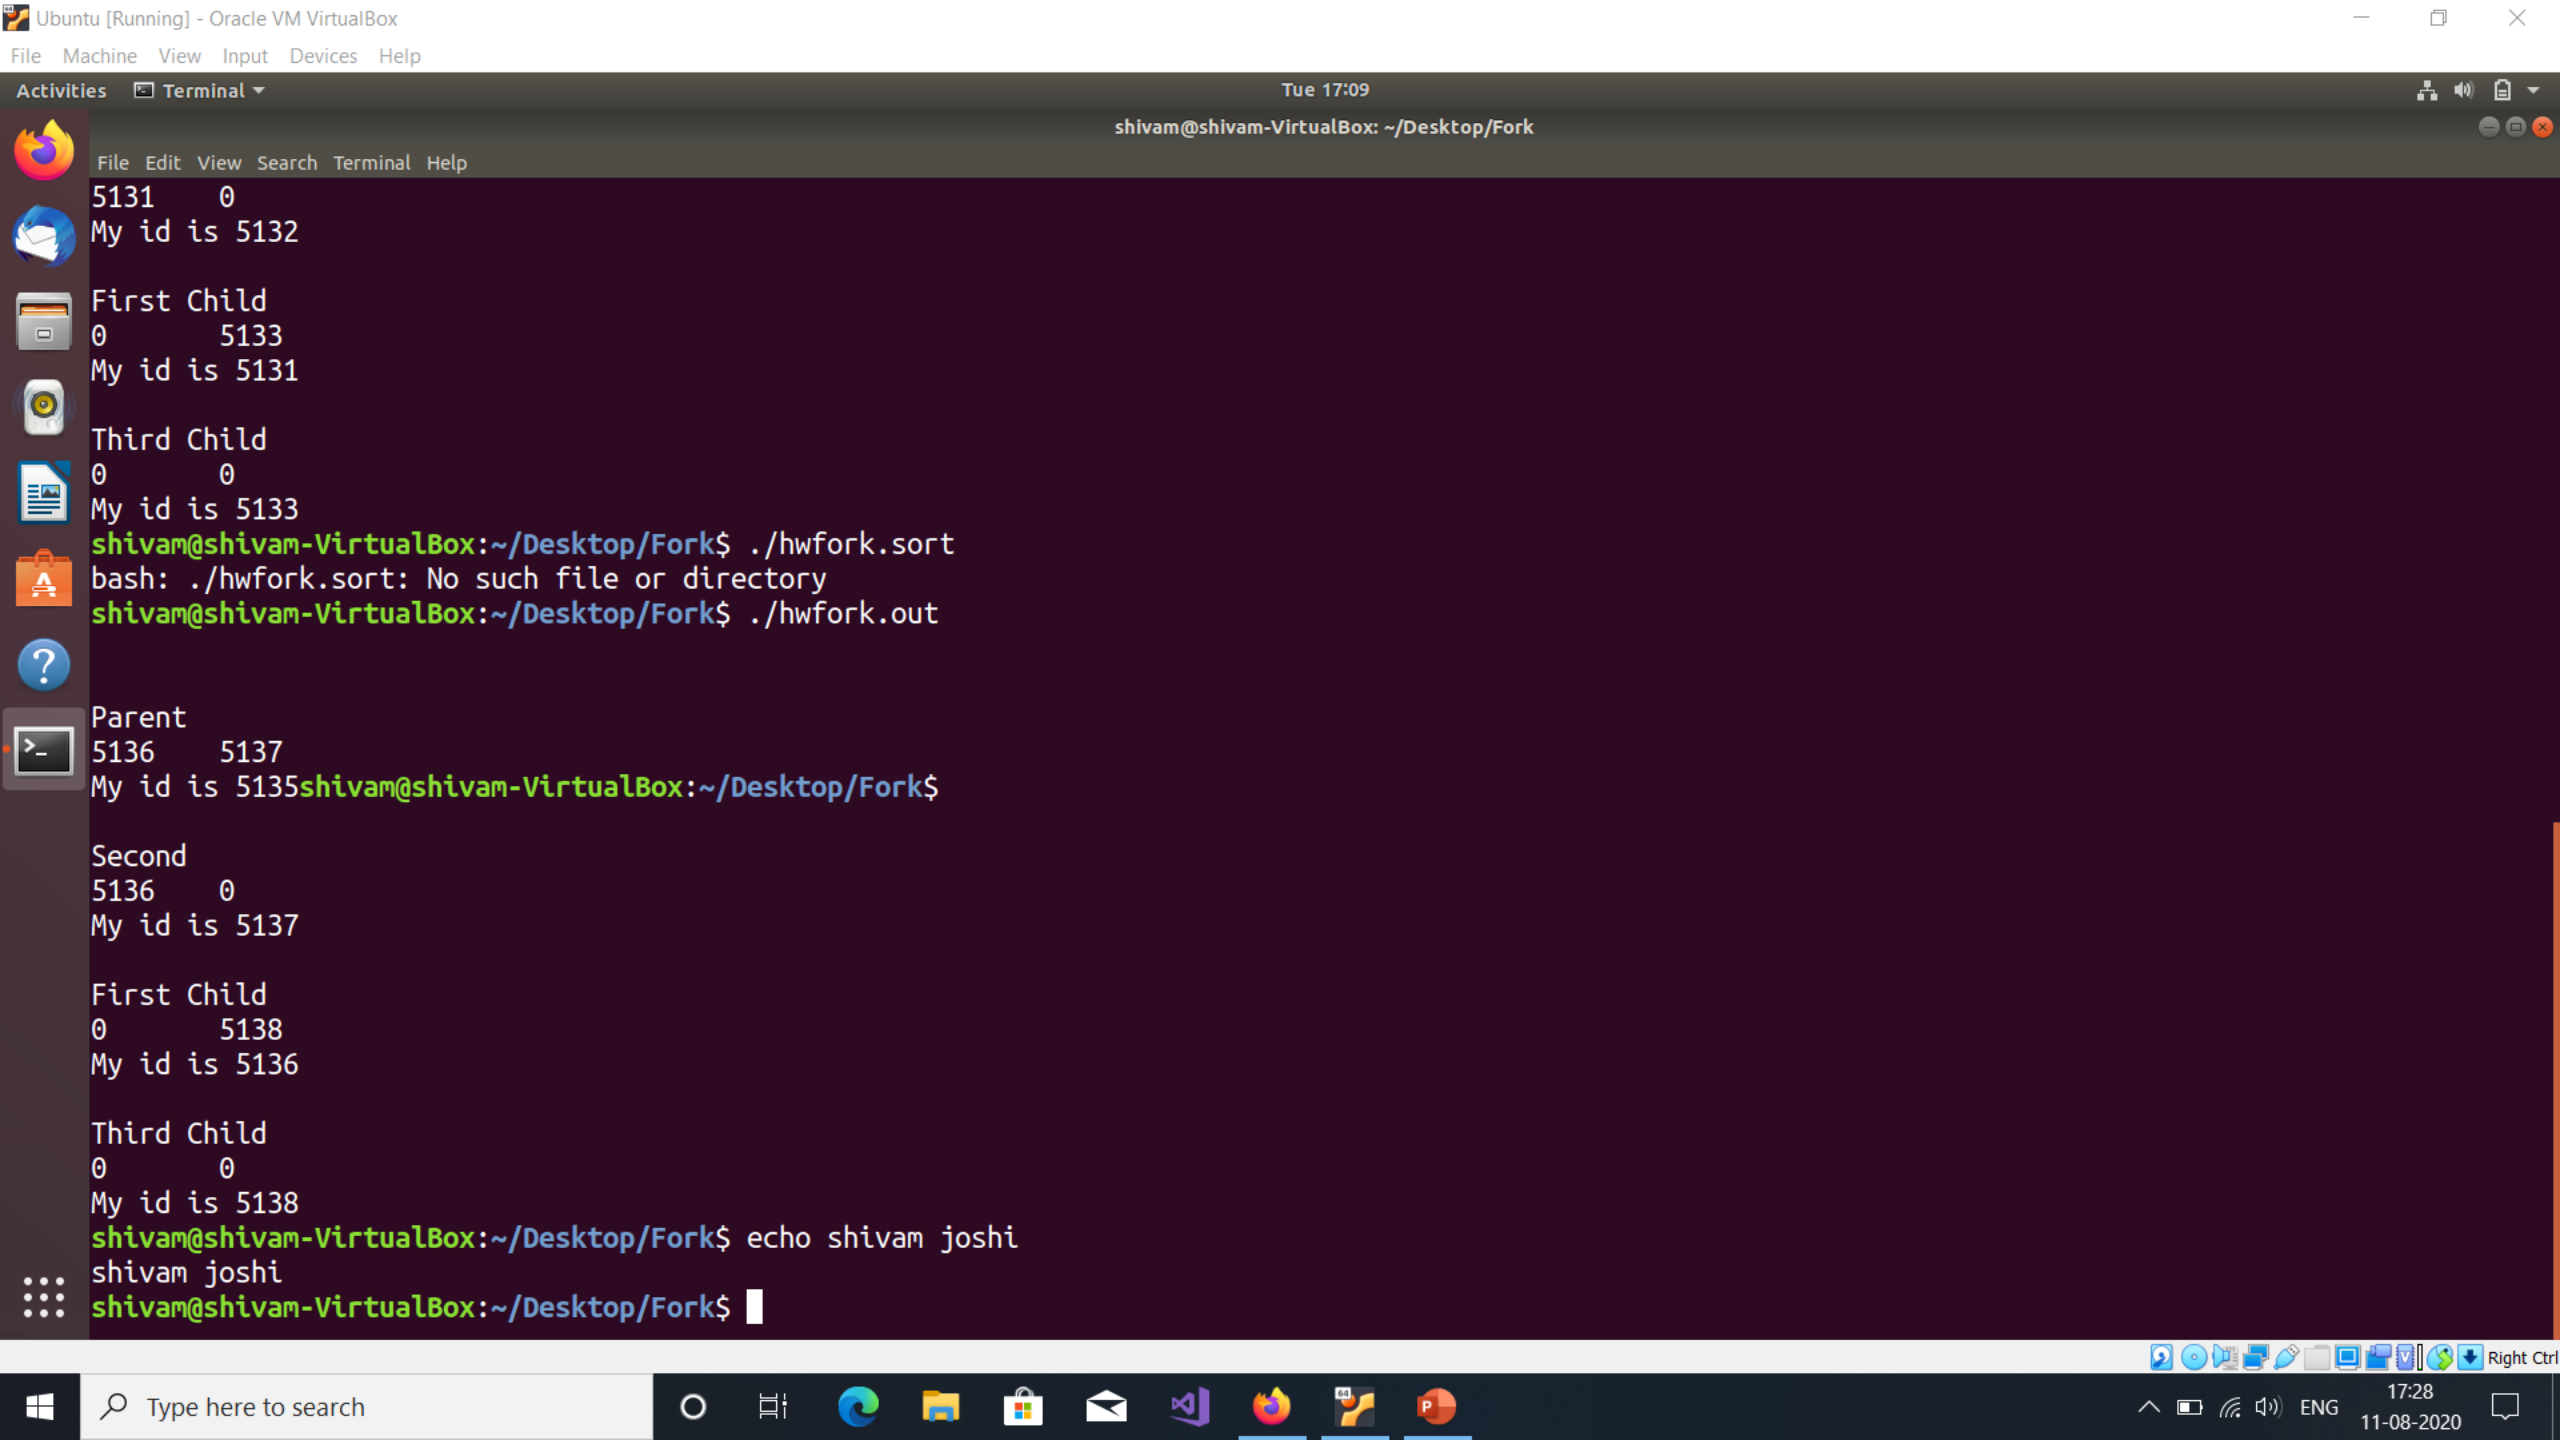 Ubuntu [Running] - Oracle VM VirtualBox
File Machine View Input Devices Help
Activities Terminal Tue 17:09
shivam@shivam-VirtualBox: ~/Desktop/Fork
File Edit View Search Terminal Help
5131 0
My id is 5132
First Child
0 5133
My id is 5131
Third Child
0 0
My id is 5133
shivam@shivam-VirtualBox:~/Desktop/Fork$ ./hwfork.sort
bash: ./hwfork.sort: No such file or directory
shivam@shivam-VirtualBox:~/Desktop/Fork$ ./hwfork.out
Parent
5136 5137
My id is 5135shivam@shivam-VirtualBox:~/Desktop/Fork$
Second
5136 0
My id is 5137
First Child
0 5138
My id is 5136
Third Child
0 0
My id is 5138
shivam@shivam-VirtualBox:~/Desktop/Fork$ echo shivam joshi
shivam joshi
shivam@shivam-VirtualBox:~/Desktop/Fork$
Right Ctrl
Type here to search
ENG
17:28
11-08-2020